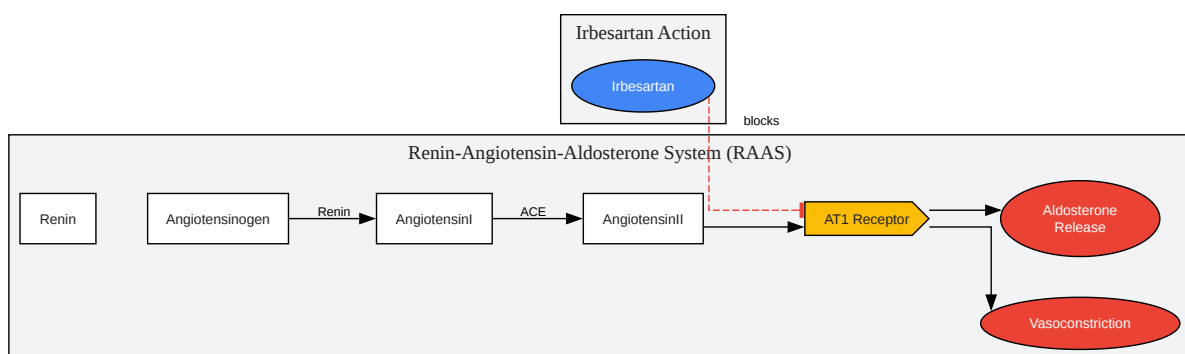 Irbesartan Action
Irbesartan
blocks
Renin-Angiotensin-Aldosterone System (RAAS)
Renin
Angiotensinogen
Renin
AngiotensinI
ACE
AngiotensinII
AT1 Receptor
Aldosterone
Release
Vasoconstriction